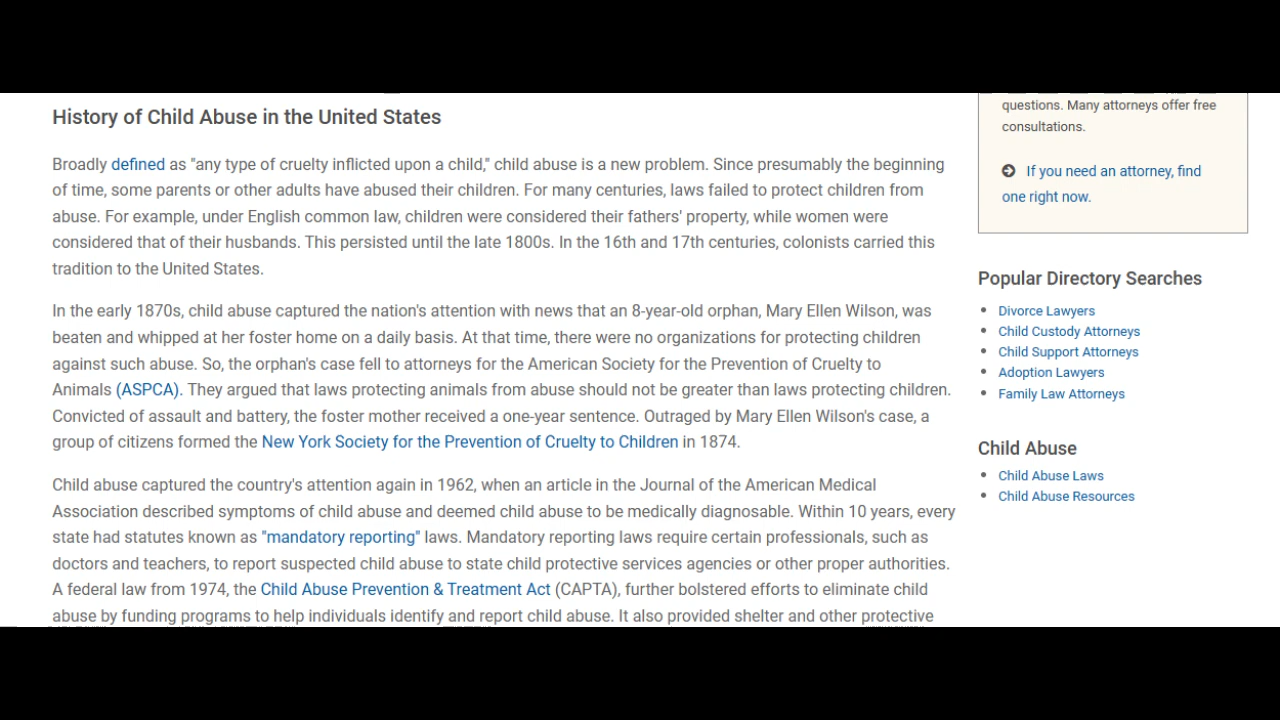 History of Child Abuse in the United States
Broadly defined as "any type of cruelty inflicted upon a child," child abuse is a new problem. Since presumably the beginning
of time, some parents or other adults have abused their children. For many centuries, laws failed to protect children from
abuse. For example, under English common law, children were considered their fathers' property, while women were
considered that of their husbands. This persisted until the late 1800s. In the 16th and 17th centuries, colonists carried this
tradition to the United States.
In the early 1870s, child abuse captured the nation's attention with news that an 8-year-old orphan, Mary Ellen Wilson, was
beaten and whipped at her foster home on a daily basis. At that time, there were no organizations for protecting children
against such abuse. So, the orphan's case fell to attorneys for the American Society for the Prevention of Cruelty to
Animals (ASPCA). They argued that laws protecting animals from abuse should not be greater than laws protecting children.
Convicted of assault and battery, the foster mother received a one-year sentence. Outraged by Mary Ellen Wilson's case, a
group of citizens formed the New York Society for the Prevention of Cruelty to Children in 1874.
Child abuse captured the country's attention again in 1962, when an article in the Journal of the American Medical
Association described symptoms of child abuse and deemed child abuse to be medically diagnosable. Within 10 years, every
state had statutes known as "mandatory reporting" laws. Mandatory reporting laws require certain professionals, such as
doctors and teachers, to report suspected child abuse to state child protective services agencies or other proper authorities.
A federal law from 1974, the Child Abuse Prevention & Treatment Act (CAPTA), further bolstered efforts to eliminate child
abuse by funding programs to help individuals identify and report child abuse. It also provided shelter and other protective
questions. Many attorneys offer free
consultations.
If you need an attorney, find
one right now.
Popular Directory Searches
Divorce Lawyers
Child Custody Attorneys
Child Support Attorneys
Adoption Lawyers
Family Law Attorneys
Child Abuse
Child Abuse Laws
Child Abuse Resources